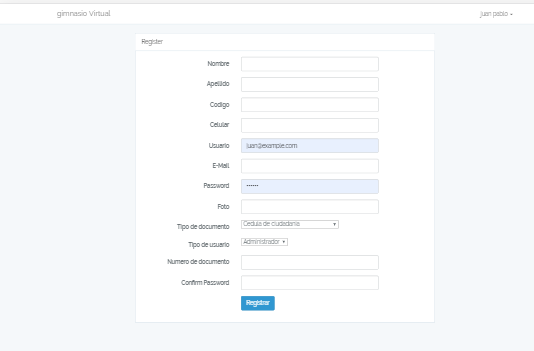 gimnasio Virtual
juan pablo
Register
Nombre
Apellido
Codigo
Celular
Usuario juan@example.com
E-Mail
Password ••••••
Foto
Tipo de documento Cedula de ciudadania
Tipo de usuario Administrador
Numero de documento
Confirm Password
Registrar